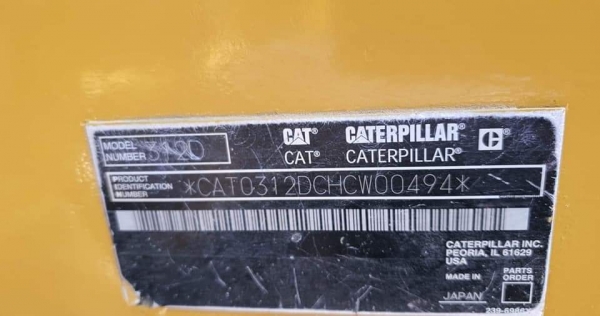 MODEL NUMBER 312D
CAT® CATERPILLAR® C®
CAT® CATERPILLAR®
PRODUCT
IDENTIFICATION *CAT0312DCHCW00494*
NUMBER
CATERPILLAR INC.
PEORIA, IL 61629
USA
MADE IN
PARTS
ORDER
JAPAN